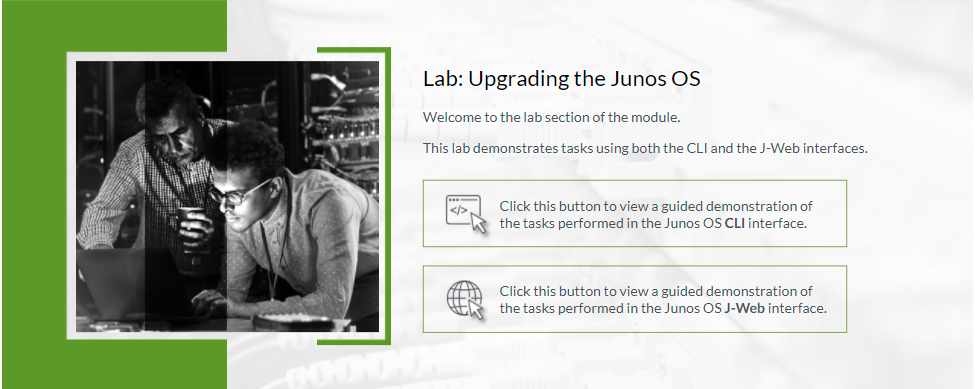 Lab: Upgrading the Junos OS
Welcome to the lab section of the module.
This lab demonstrates tasks using both the CLI and the J-Web interfaces.
Click this button to view a guided demonstration of
the tasks performed in the Junos OS CLI interface.
Click this button to view a guided demonstration of
the tasks performed in the Junos OS J-Web interface.